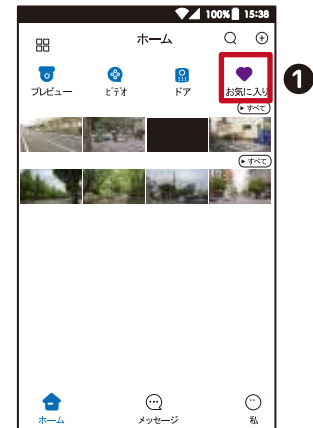 100% 15:38
ホーム
プレビュー ビデオ ドア お気に入り
❶
▶すべて
▶すべて
ホーム メッセージ 私